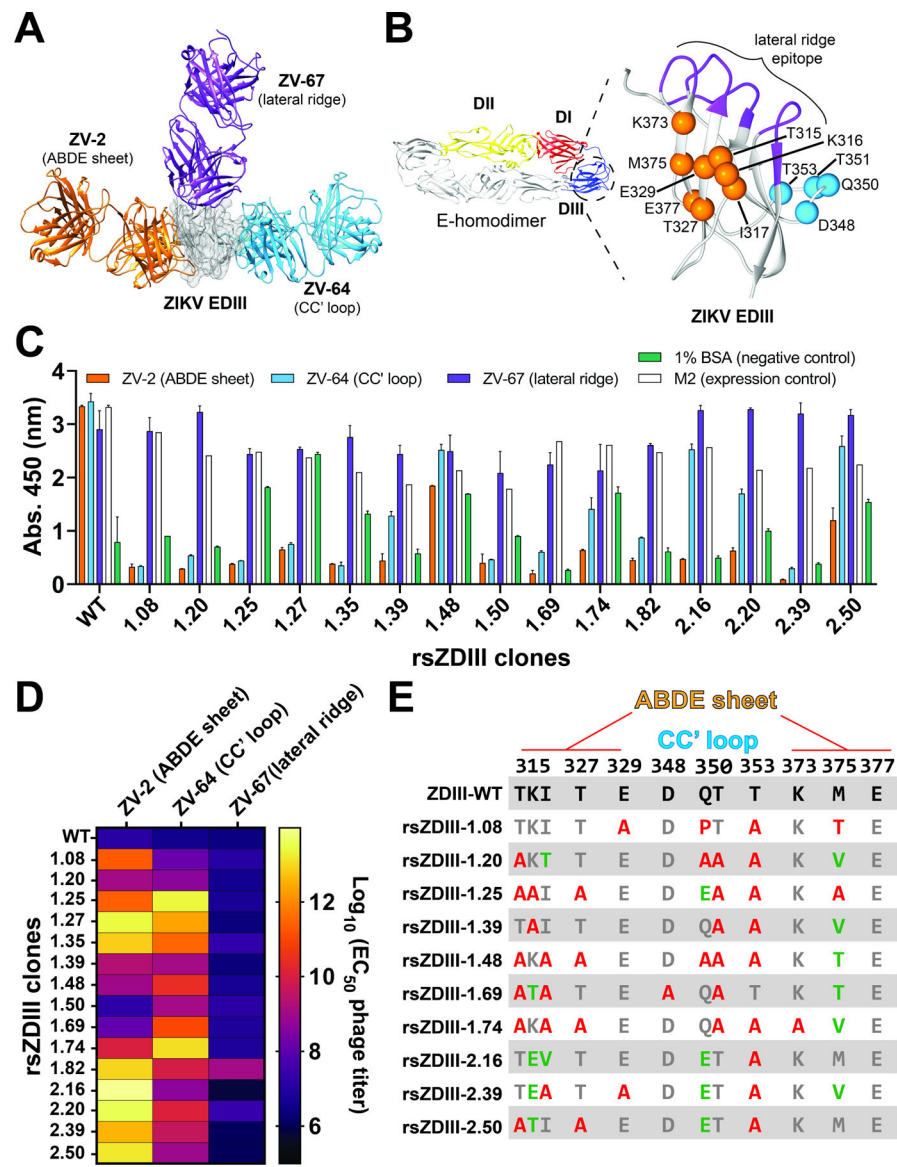 A
ZV-67
(lateral ridge)
ZV-2
(ABDE sheet)
ZIKV EDIII
ZV-64
(CC' loop)
B
lateral ridge
epitope
DII
DI
DIII
E-homodimer
K373
T315
K316
M375
T353
T351
E329
Q350
E377
D348
T327
I317
ZIKV EDIII
C
ZV-2 (ABDE sheet)
ZV-64 (CC' loop)
ZV-67 (lateral ridge)
1% BSA (negative control)
M2 (expression control)
Abs. 450 (nm)
4
3
2
1
0
WT 1.08 1.20 1.25 1.27 1.35 1.39 1.48 1.50 1.69 1.74 1.82 2.16 2.20 2.39 2.50
rsZDIII clones
D
ZV-2 (ABDE sheet)
ZV-64 (CC' loop)
ZV-67(lateral ridge)
rsZDIII clones
WT
1.08
1.20
1.25
1.27
1.35
1.39
1.48
1.50
1.69
1.74
1.82
2.16
2.20
2.39
2.50
12
10
8
6
Log10 (EC50 phage titer)
E
ABDE sheet
CC' loop
315 327 329 348 350 353 373 375 377
ZDIII-WT TKI T E D QT T K M E
rsZDIII-1.08 TKI T A D PT A K T E
rsZDIII-1.20 AKT T E D AA A K V E
rsZDIII-1.25 AAI A E D EA A K A E
rsZDIII-1.39 TAI T E D QA A K V E
rsZDIII-1.48 AKA A E D AA A K T E
rsZDIII-1.69 ATA T E A QA T K T E
rsZDIII-1.74 AKA A E D QA A A V E
rsZDIII-2.16 TEV T E D ET A K M E
rsZDIII-2.39 TEA T A D ET A K V E
rsZDIII-2.50 ATI A E D ET A K M E